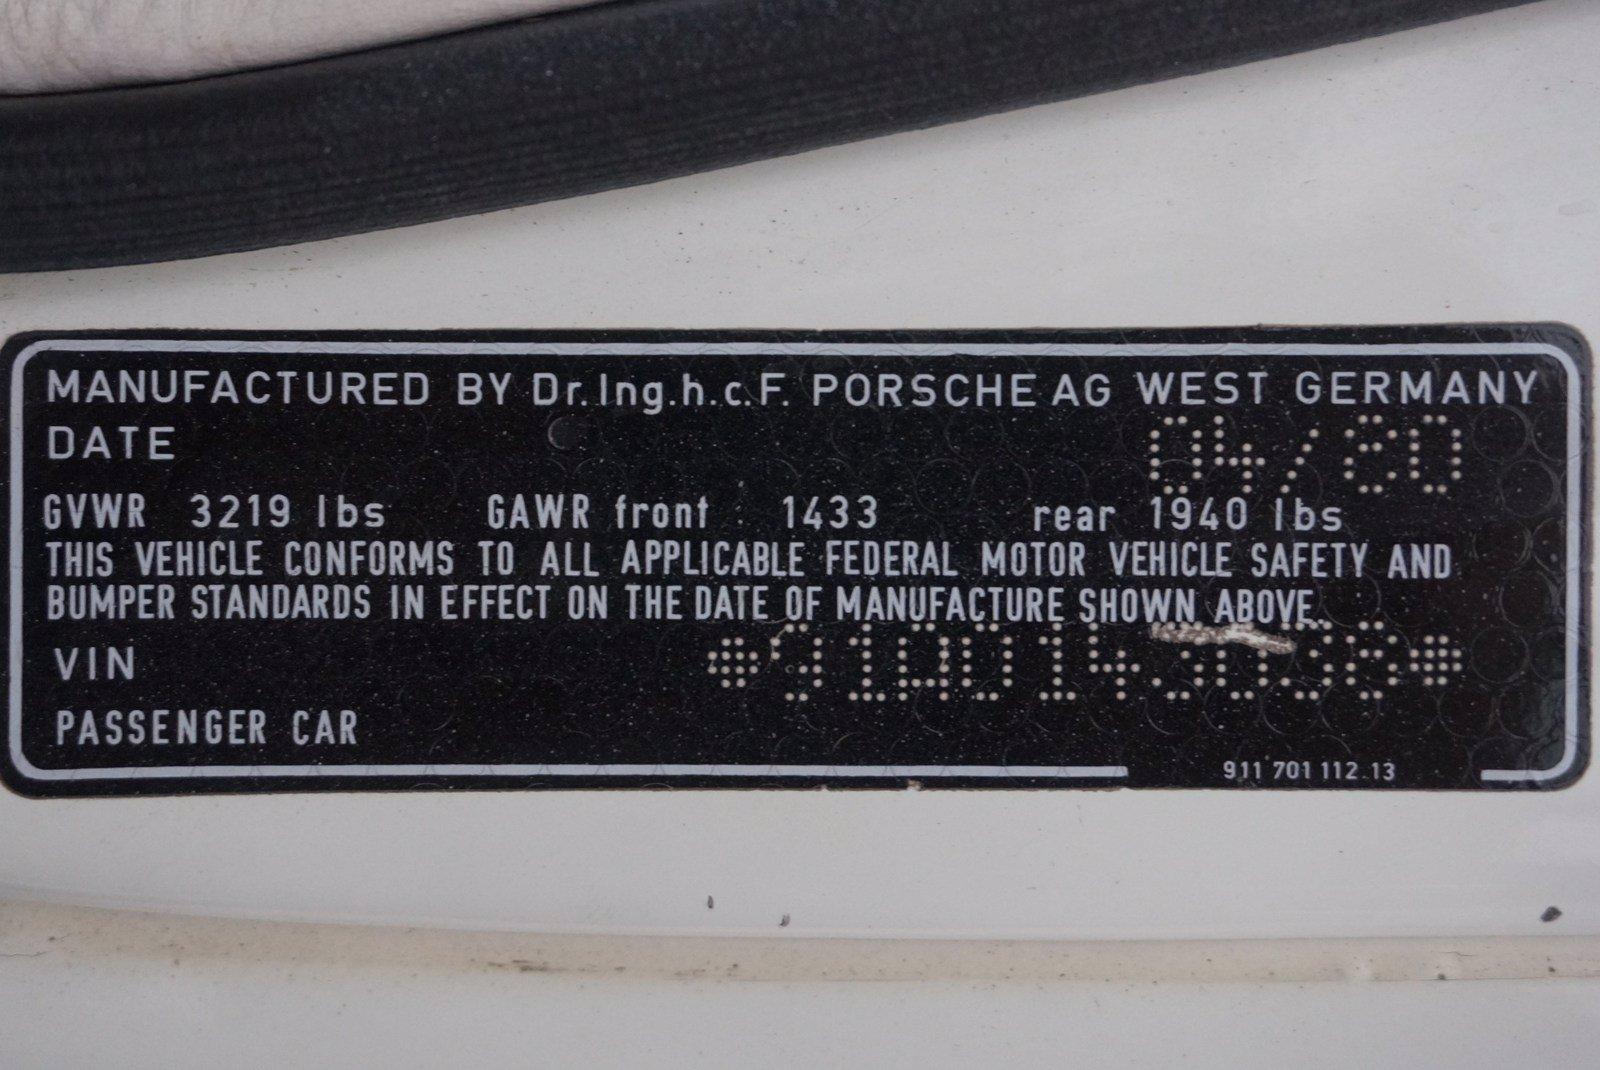 MANUFACTURED BY Dr.Ing.h.c.F. PORSCHE AG WEST GERMANY
DATE 04/80
GVWR 3219 lbs GAWR front 1433 rear 1940 lbs
THIS VEHICLE CONFORMS TO ALL APPLICABLE FEDERAL MOTOR VEHICLE SAFETY AND
BUMPER STANDARDS IN EFFECT ON THE DATE OF MANUFACTURE SHOWN ABOVE.
VIN
PASSENGER CAR
911 701 112.13